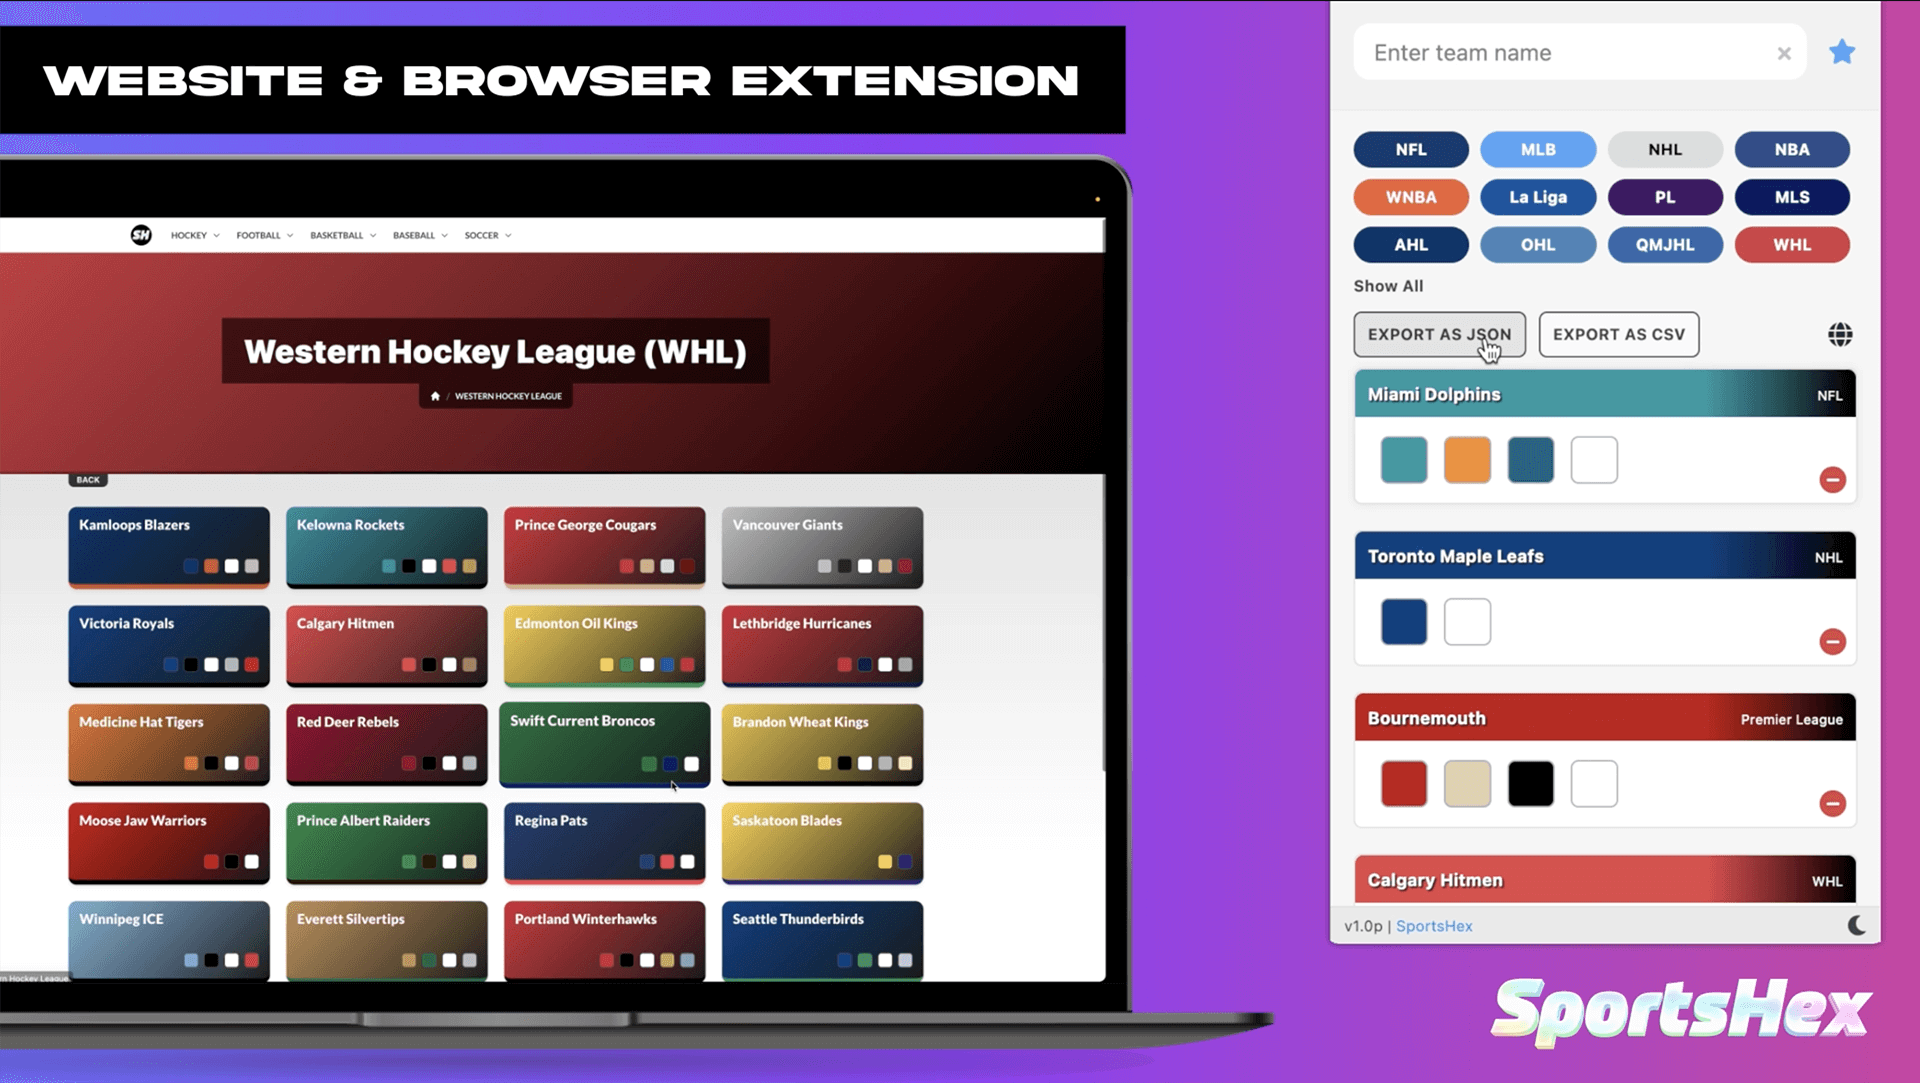 WEBSITE & BROWSER EXTENSION
SH
HOCKEY
FOOTBALL
BASKETBALL
BASEBALL
SOCCER
Western Hockey League (WHL)
/ WESTERN HOCKEY LEAGUE
BACK
Kamloops Blazers
Kelowna Rockets
Prince George Cougars
Vancouver Giants
Victoria Royals
Calgary Hitmen
Edmonton Oil Kings
Lethbridge Hurricanes
Medicine Hat Tigers
Red Deer Rebels
Swift Current Broncos
Brandon Wheat Kings
Moose Jaw Warriors
Prince Albert Raiders
Regina Pats
Saskatoon Blades
Winnipeg ICE
Everett Silvertips
Portland Winterhawks
Seattle Thunderbirds
Hockey League
Enter team name
NFL
MLB
NHL
NBA
WNBA
La Liga
PL
MLS
AHL
OHL
QMJHL
WHL
Show All
EXPORT AS JSON
EXPORT AS CSV
Miami Dolphins
NFL
Toronto Maple Leafs
NHL
Bournemouth
Premier League
Calgary Hitmen
WHL
v1.0p | SportsHex
SportsHex